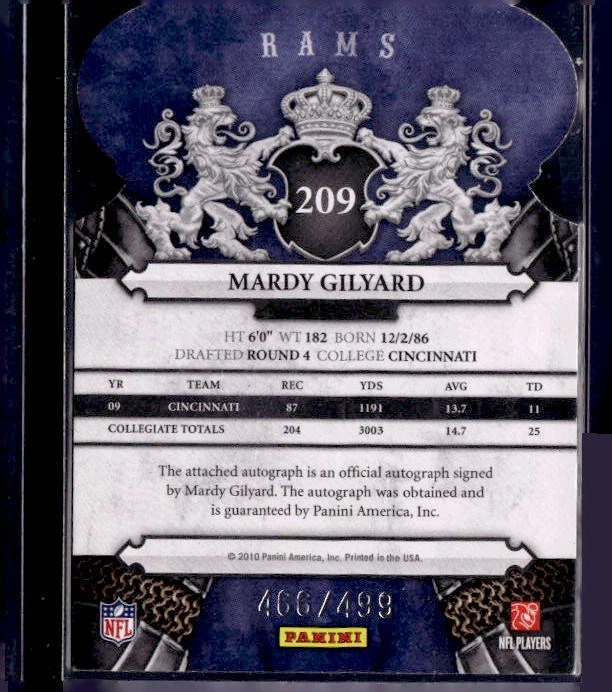 RAMS
209
MARDY GILYARD
HT 6'0" WT 182 BORN 12/2/86
DRAFTED ROUND 4 COLLEGE CINCINNATI
YR TEAM REC YDS AVG TD
09 CINCINNATI 87 1191 13.7 11
COLLEGIATE TOTALS 204 3003 14.7 25
The attached autograph is an official autograph signed
by Mardy Gilyard. The autograph was obtained and
is guaranteed by Panini America, Inc.
© 2010 Panini America, Inc. Printed in the USA.
466/499
NFL
PANINI
NFL PLAYERS